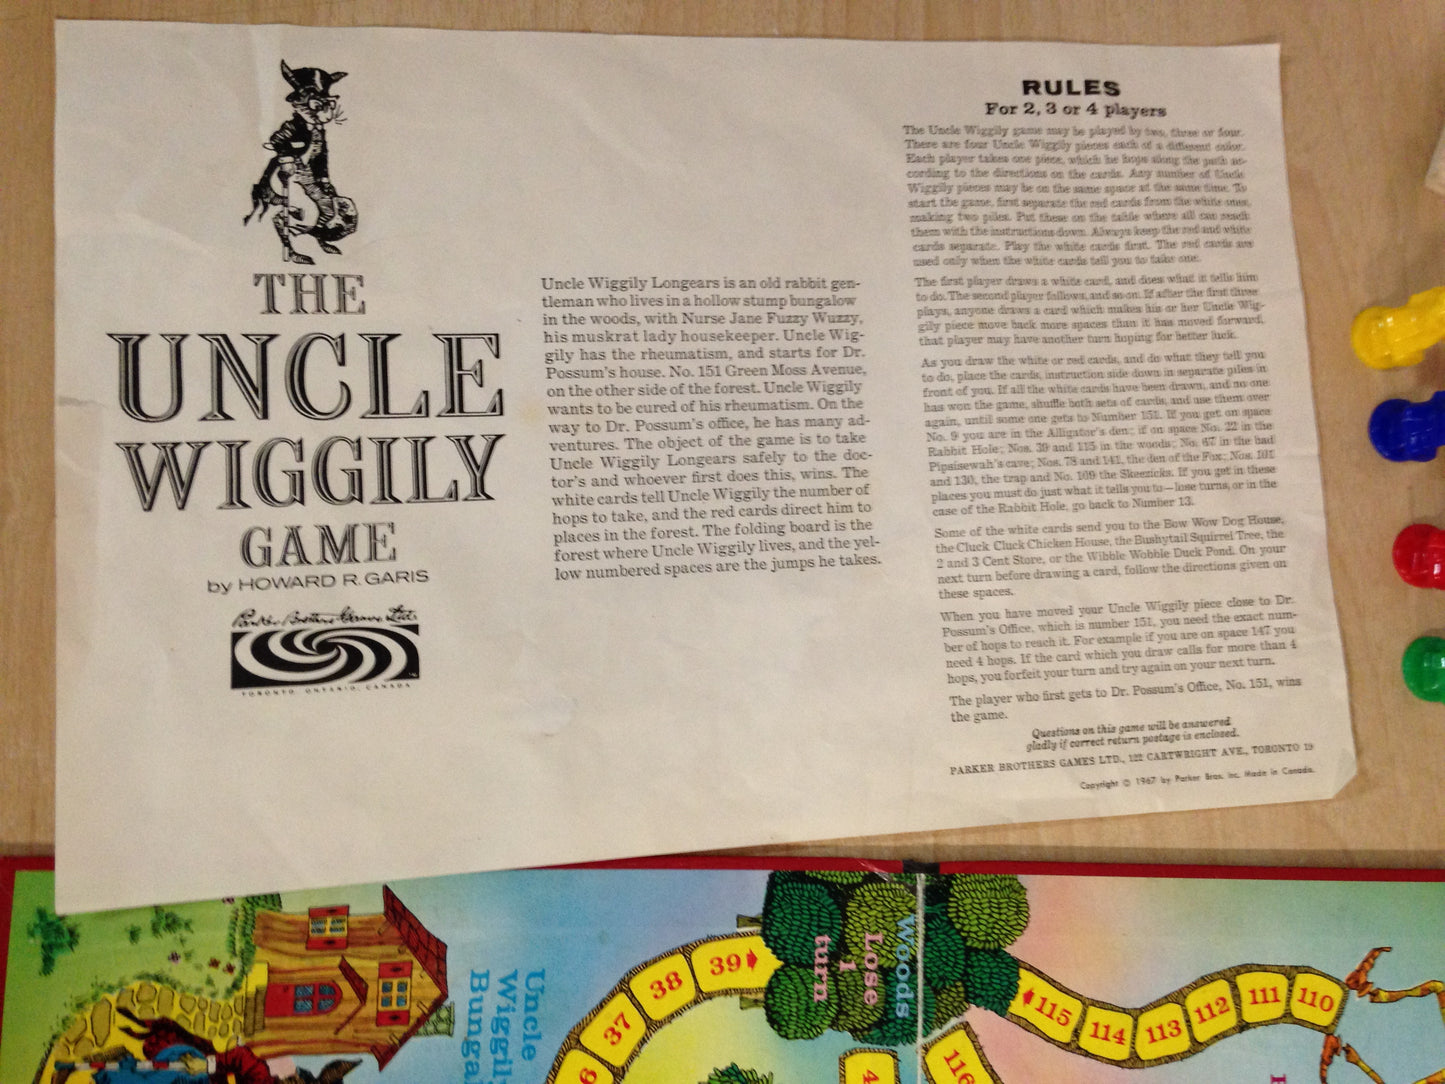 THE
UNCLE
WIGGILY
GAME
by HOWARD R. GARIS
Parker Brothers Games Ltd.
TORONTO, ONTARIO, CANADA
Uncle Wiggily Longears is an old rabbit gen-
tleman who lives in a hollow stump bungalow
in the woods, with Nurse Jane Fuzzy Wuzzy,
his muskrat lady housekeeper. Uncle Wig-
gily has the rheumatism, and starts for Dr.
Possum's house. No. 151 Green Moss Avenue,
on the other side of the forest. Uncle Wiggily
wants to be cured of his rheumatism. On the
way to Dr. Possum's office, he has many ad-
ventures. The object of the game is to take
Uncle Wiggily Longears safely to the doc-
tor's and whoever first does this, wins. The
white cards tell Uncle Wiggily the number of
hops to take, and the red cards direct him to
places in the forest. The folding board is the
forest where Uncle Wiggily lives, and the yel-
low numbered spaces are the jumps he takes.
RULES
For 2, 3 or 4 players
The Uncle Wiggily game may be played by two, three or four.
There are four Uncle Wiggily pieces each of a different color.
Each player takes one piece, which he hops along the path ac-
cording to the directions on the cards. Any number of Uncle
Wiggily pieces may be on the same space at the same time. To
start the game, first separate the red cards from the white ones,
making two piles. Put these on the table where all can reach
them with the instructions down. Always keep the red and white
cards separate. Play the white cards first. The red cards are
used only when the white cards tell you to take one.
The first player draws a white card, and does what it tells him
to do. The second player follows, and so on. If after the first three
plays, anyone draws a card which makes his or her Uncle Wig-
gily piece move back more spaces than it has moved forward,
that player may have another turn hoping for better luck.
As you draw the white or red cards, and do what they tell you
to do, place the cards, instruction side down in separate piles in
front of you. If all the white cards have been drawn, and no one
has won the game, shuffle both sets of cards, and use them over
again, until some one gets to Number 151. If you get on space
No. 9 you are in the Alligator's den; if on space No. 22 in the
Rabbit Hole; Nos. 39 and 115 in the woods; No. 67 in the bad
Pipsisewah's cave; Nos. 78 and 141, the den of the Fox; Nos. 101
and 130, the trap and No. 109 the Skeezicks. If you get in these
places you must do just what it tells you to—lose turns, or in the
case of the Rabbit Hole, go back to Number 13.
Some of the white cards send you to the Bow Wow Dog House,
the Cluck Cluck Chicken House, the Bushytail Squirrel Tree, the
2 and 3 Cent Store, or the Wibble Wobble Duck Pond. On your
next turn before drawing a card, follow the directions given on
these spaces.
When you have moved your Uncle Wiggily piece close to Dr.
Possum's Office, which is number 151, you need the exact num-
ber of hops to reach it. For example if you are on space 147 you
need 4 hops. If the card which you draw calls for more than 4
hops, you forfeit your turn and try again on your next turn.
The player who first gets to Dr. Possum's Office, No. 151, wins
the game.
Questions on this game will be answered
gladly if correct return postage is enclosed.
PARKER BROTHERS GAMES LTD., 122 CARTWRIGHT AVE., TORONTO 19
Copyright © 1967 by Parker Bros. Inc. Made in Canada.
Uncle
Wiggily
Bungal
37
38
39
Woods
Lose
1
turn
115
114
113
112
111
110
116